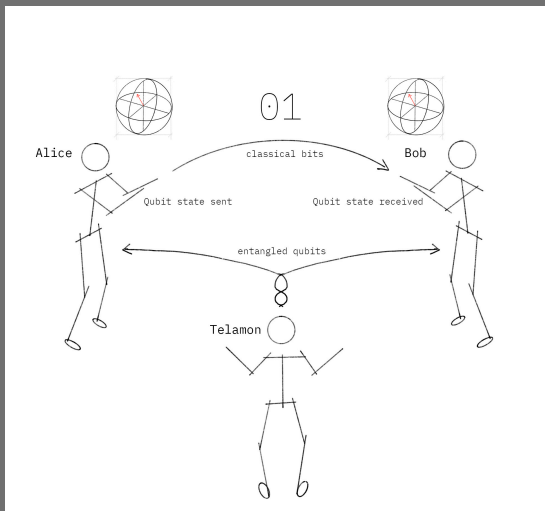 01
Alice
classical bits
Bob
Qubit state sent
Qubit state received
entangled qubits
Telamon